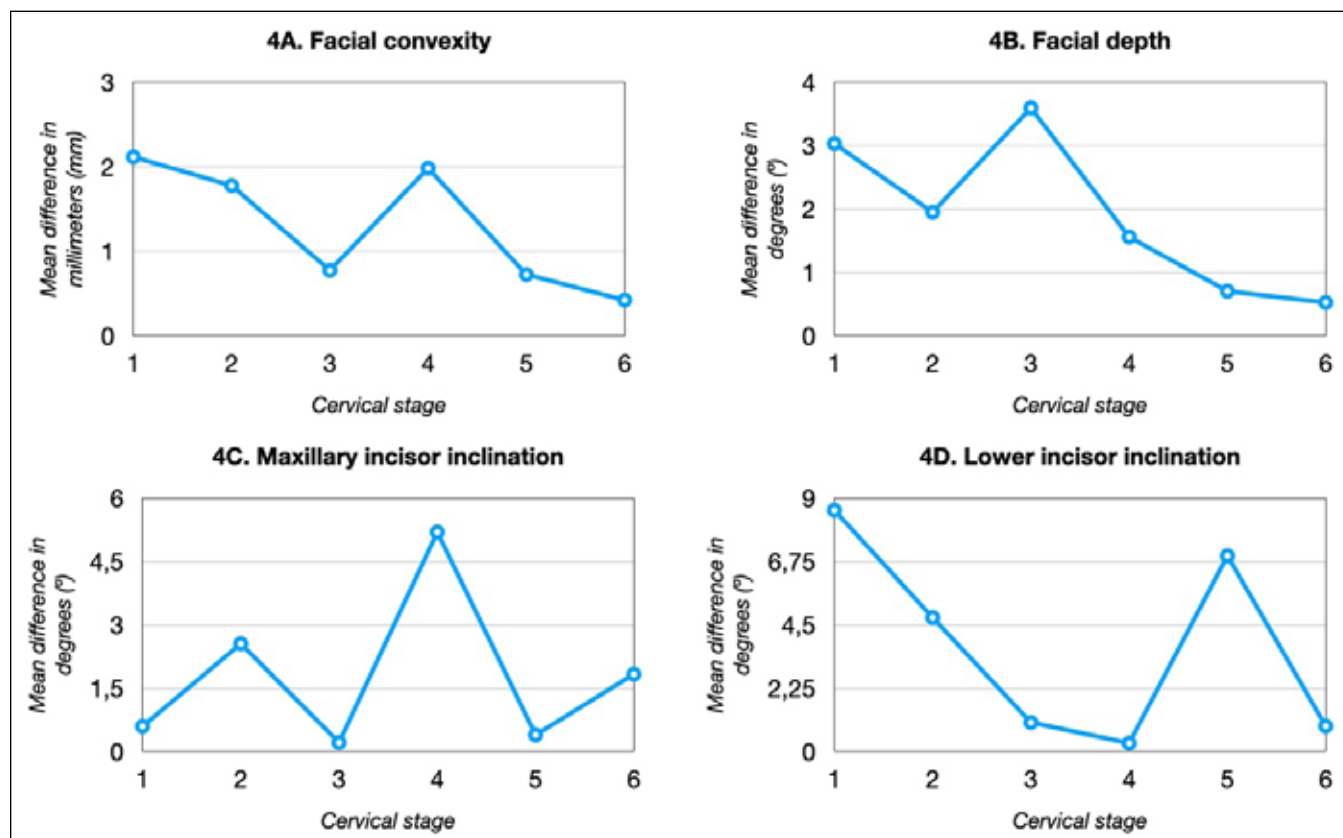 4A. Facial convexity
Mean difference in
millimeters (mm)
3
2
1
0
1 2 3 4 5 6
Cervical stage
4B. Facial depth
Mean difference in
degrees (º)
4
3
2
1
0
1 2 3 4 5 6
Cervical stage
4C. Maxillary incisor inclination
Mean difference in
degrees (º)
6
4,5
3
1,5
0
1 2 3 4 5 6
Cervical stage
4D. Lower incisor inclination
Mean difference in
degrees (º)
9
6,75
4,5
2,25
0
1 2 3 4 5 6
Cervical stage